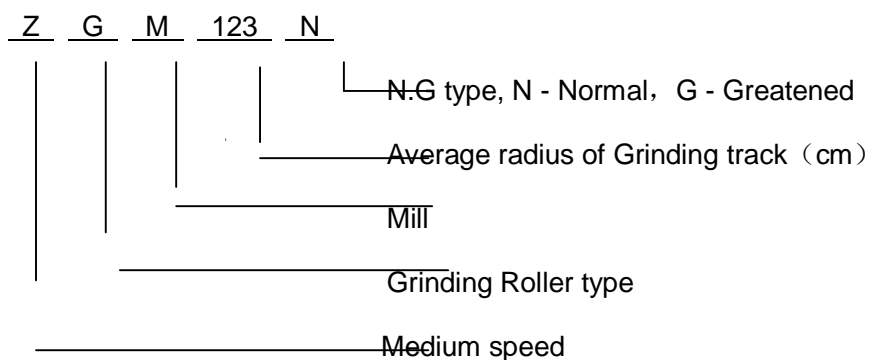 Z G M 123 N
N.G type, N - Normal，G - Greatened
Average radius of Grinding track（cm）
Mill
Grinding Roller type
Medium speed